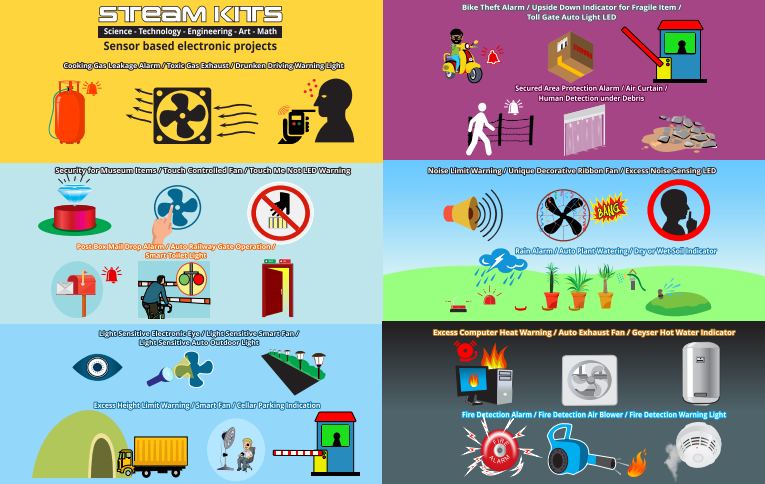 STEAM KITS
Science - Technology - Engineering - Art - Math
Sensor based electronic projects
Cooking Gas Leakage Alarm / Toxic Gas Exhaust / Drunken Driving Warning Light
Bike Theft Alarm / Upside Down Indicator for Fragile Item /
Toll Gate Auto Light LED
Secured Area Protection Alarm / Air Curtain /
Human Detection under Debris
Security for Museum Items / Touch Controlled Fan / Touch Me Not LED Warning
Post Box Mail Drop Alarm / Auto Railway Gate Operation /
Smart Toilet Light
Noise Limit Warning / Unique Decorative Ribbon Fan / Excess Noise Sensing LED
BANG
Rain Alarm / Auto Plant Watering / Dry or Wet Soil Indicator
Light Sensitive Electronic Eye / Light Sensitive Smart Fan /
Light Sensitive Auto Outdoor Light
Excess Height Limit Warning / Smart Fan / Cellar Parking Indication
Excess Computer Heat Warning / Auto Exhaust Fan / Geyser Hot Water Indicator
Fire Detection Alarm / Fire Detection Air Blower / Fire Detection Warning Light
FIRE
ALARM